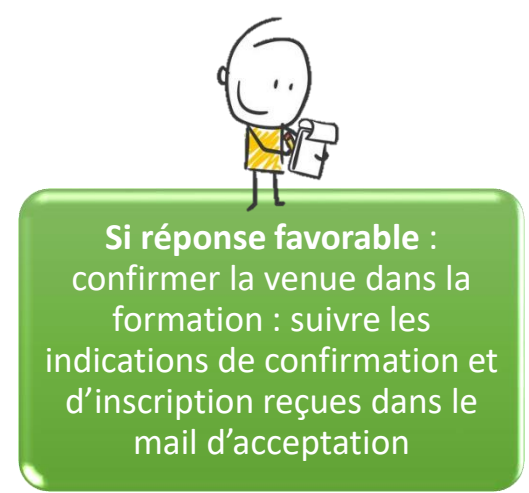 Si réponse favorable :
confirmer la venue dans la
formation : suivre les
indications de confirmation et
d’inscription reçues dans le
mail d’acceptation